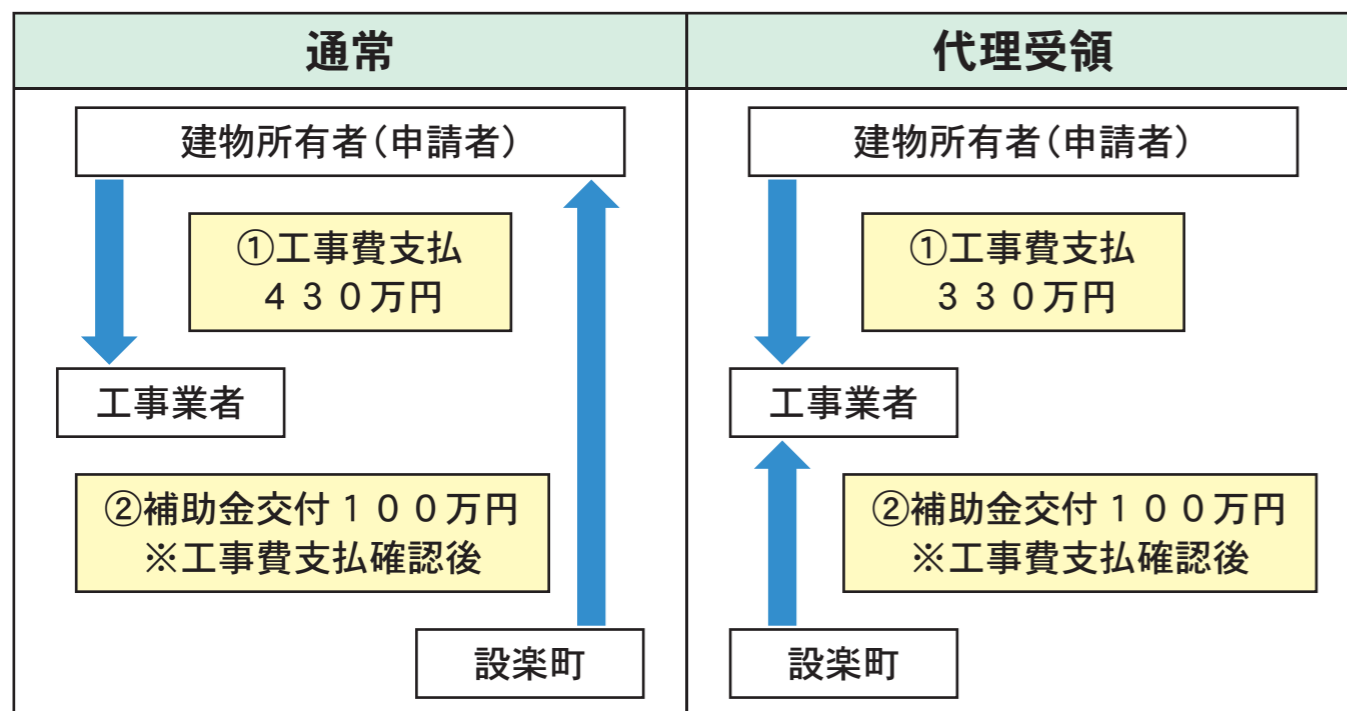 通常
建物所有者(申請者)
①工事費支払
430万円
工事業者
②補助金交付100万円
※工事費支払確認後
設楽町
代理受領
建物所有者(申請者)
①工事費支払
330万円
工事業者
②補助金交付100万円
※工事費支払確認後
設楽町